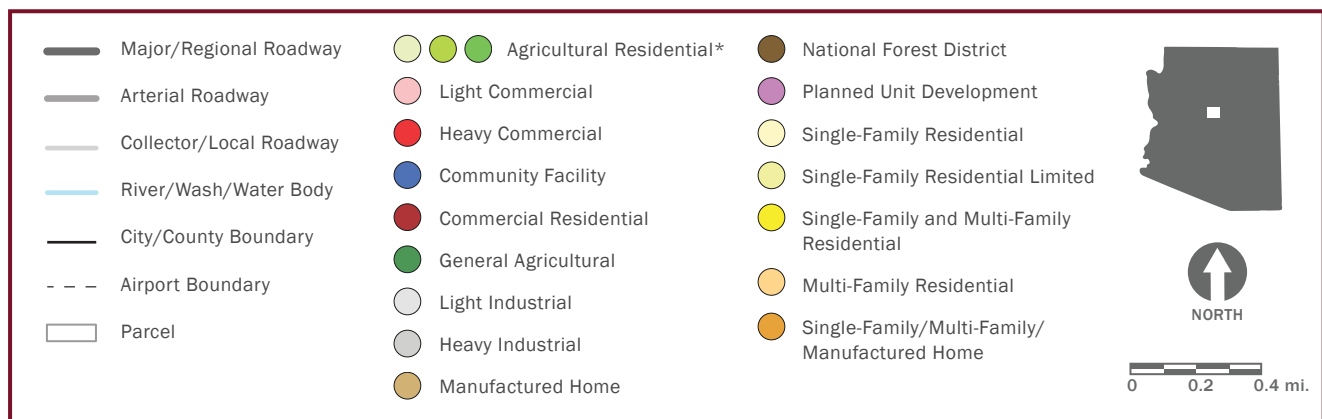 Major/Regional Roadway
Arterial Roadway
Collector/Local Roadway
River/Wash/Water Body
City/County Boundary
Airport Boundary
Parcel
Agricultural Residential*
Light Commercial
Heavy Commercial
Community Facility
Commercial Residential
General Agricultural
Light Industrial
Heavy Industrial
Manufactured Home
National Forest District
Planned Unit Development
Single-Family Residential
Single-Family Residential Limited
Single-Family and Multi-Family
Residential
Multi-Family Residential
Single-Family/Multi-Family/
Manufactured Home
NORTH
0 0.2 0.4 mi.